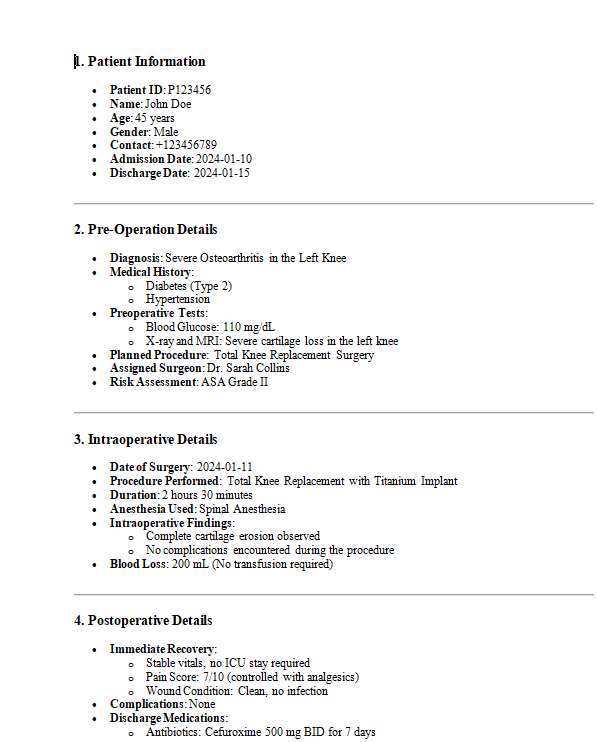 1. Patient Information
• Patient ID: P123456
• Name: John Doe
• Age: 45 years
• Gender: Male
• Contact: +123456789
• Admission Date: 2024-01-10
• Discharge Date: 2024-01-15
2. Pre-Operation Details
• Diagnosis: Severe Osteoarthritis in the Left Knee
• Medical History:
o Diabetes (Type 2)
o Hypertension
• Preoperative Tests:
o Blood Glucose: 110 mg/dL
o X-ray and MRI: Severe cartilage loss in the left knee
• Planned Procedure: Total Knee Replacement Surgery
• Assigned Surgeon: Dr. Sarah Collins
• Risk Assessment: ASA Grade II
3. Intraoperative Details
• Date of Surgery: 2024-01-11
• Procedure Performed: Total Knee Replacement with Titanium Implant
• Duration: 2 hours 30 minutes
• Anesthesia Used: Spinal Anesthesia
• Intraoperative Findings:
o Complete cartilage erosion observed
o No complications encountered during the procedure
• Blood Loss: 200 mL (No transfusion required)
4. Postoperative Details
• Immediate Recovery:
o Stable vitals, no ICU stay required
o Pain Score: 7/10 (controlled with analgesics)
o Wound Condition: Clean, no infection
• Complications: None
• Discharge Medications:
o Antibiotics: Cefuroxime 500 mg BID for 7 days